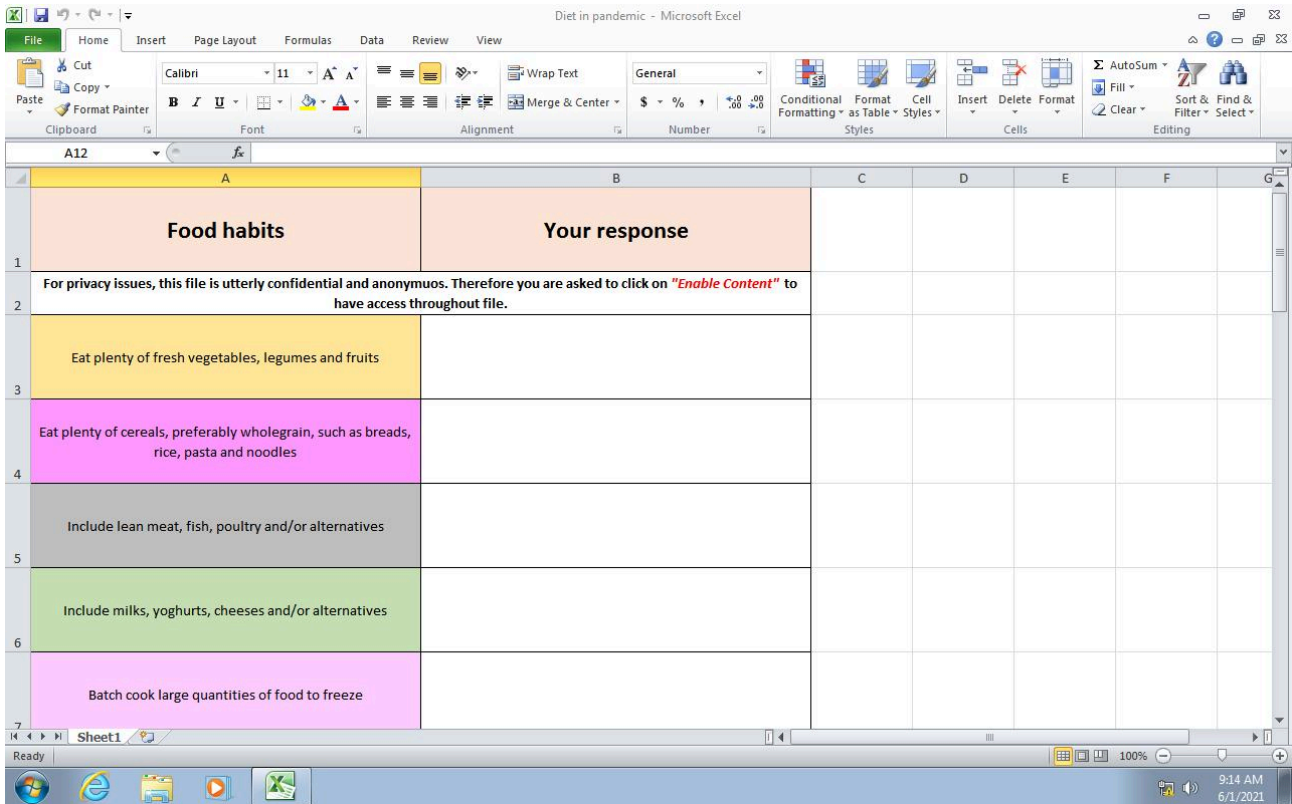 Diet in pandemic - Microsoft Excel
File Home Insert Page Layout Formulas Data Review View
Cut
Copy
Format Painter
Paste
Clipboard
Calibri 11 A A
B I U A
Font
Wrap Text
Merge & Center
Alignment
General
$ % , .0 .00 .00 .0
Number
Conditional Formatting
Format as Table
Cell Styles
Styles
Insert Delete Format
Cells
Σ AutoSum
Fill
Clear
Sort & Filter
Find & Select
Editing
A12 fx
A B C D E F G
1 Food habits Your response
2 For privacy issues, this file is utterly confidential and anonymuos. Therefore you are asked to click on "Enable Content" to
have access throughout file.
3 Eat plenty of fresh vegetables, legumes and fruits
4 Eat plenty of cereals, preferably wholegrain, such as breads,
rice, pasta and noodles
5 Include lean meat, fish, poultry and/or alternatives
6 Include milks, yoghurts, cheeses and/or alternatives
7 Batch cook large quantities of food to freeze
Sheet1
Ready 100%
9:14 AM
6/1/2021